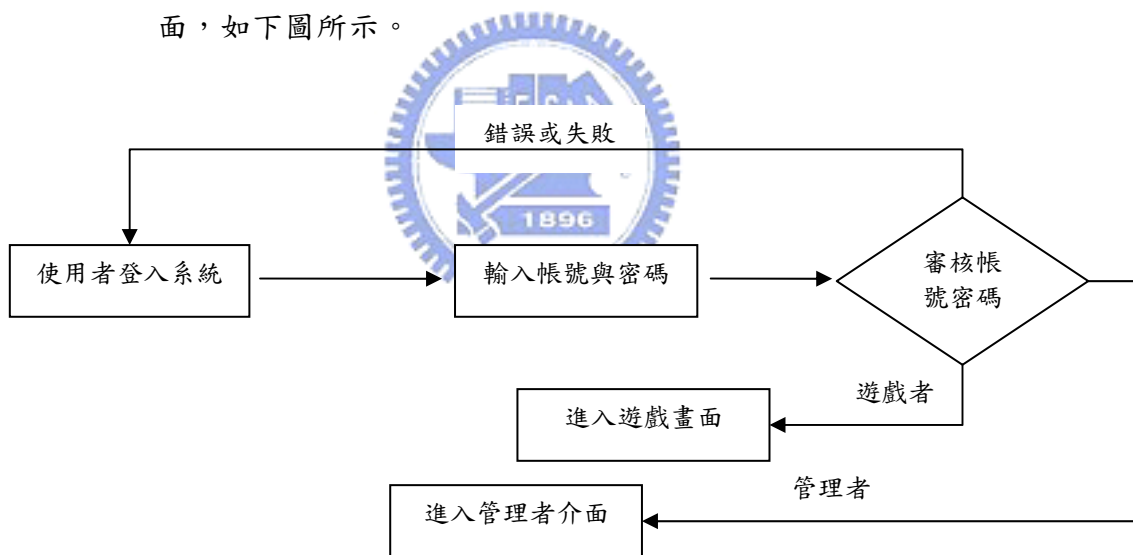 面，如下圖所示。
錯誤或失敗
1896
使用者登入系統
輸入帳號與密碼
審核帳
號密碼
遊戲者
進入遊戲畫面
管理者
進入管理者介面